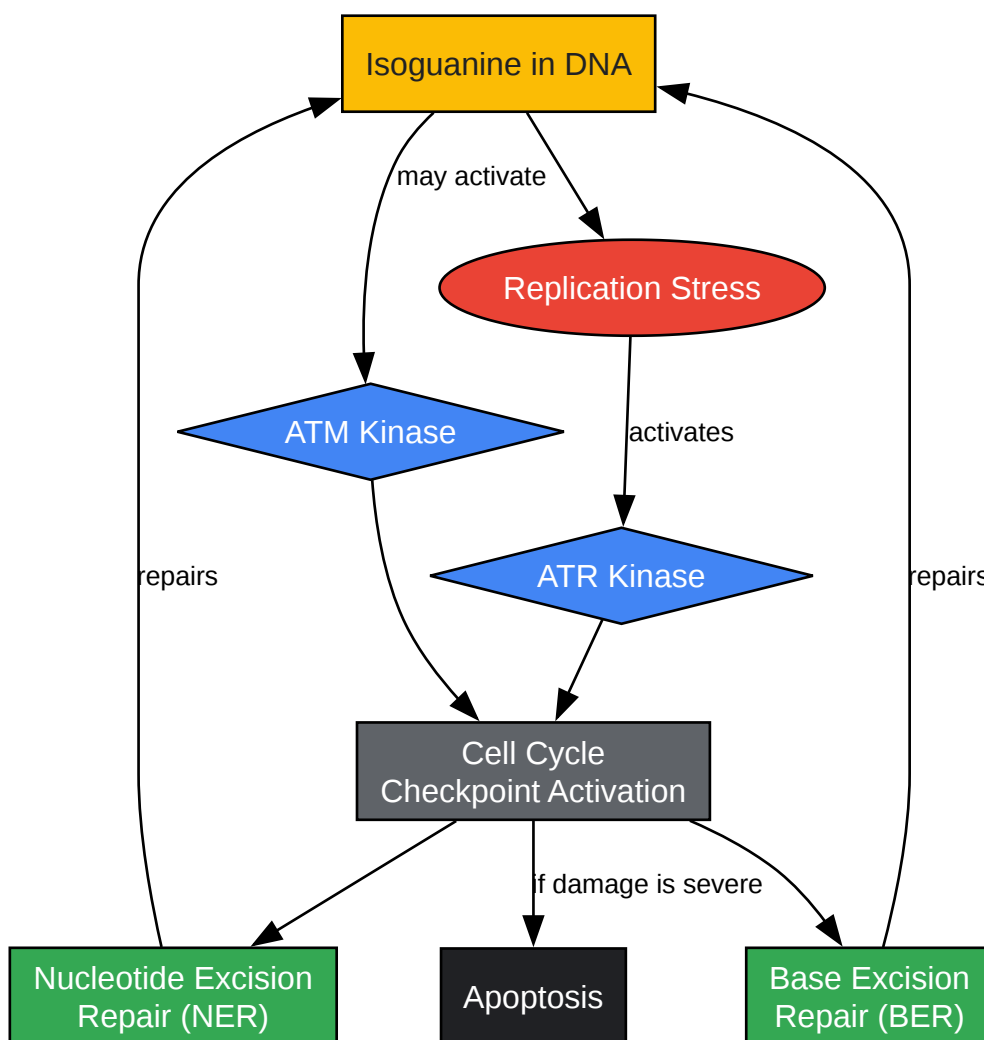 Isoguanine in DNA
may activate
Replication Stress
ATM Kinase
activates
ATR Kinase
repairs
repairs
Cell Cycle
Checkpoint Activation
if damage is severe
Nucleotide Excision
Repair (NER)
Apoptosis
Base Excision
Repair (BER)